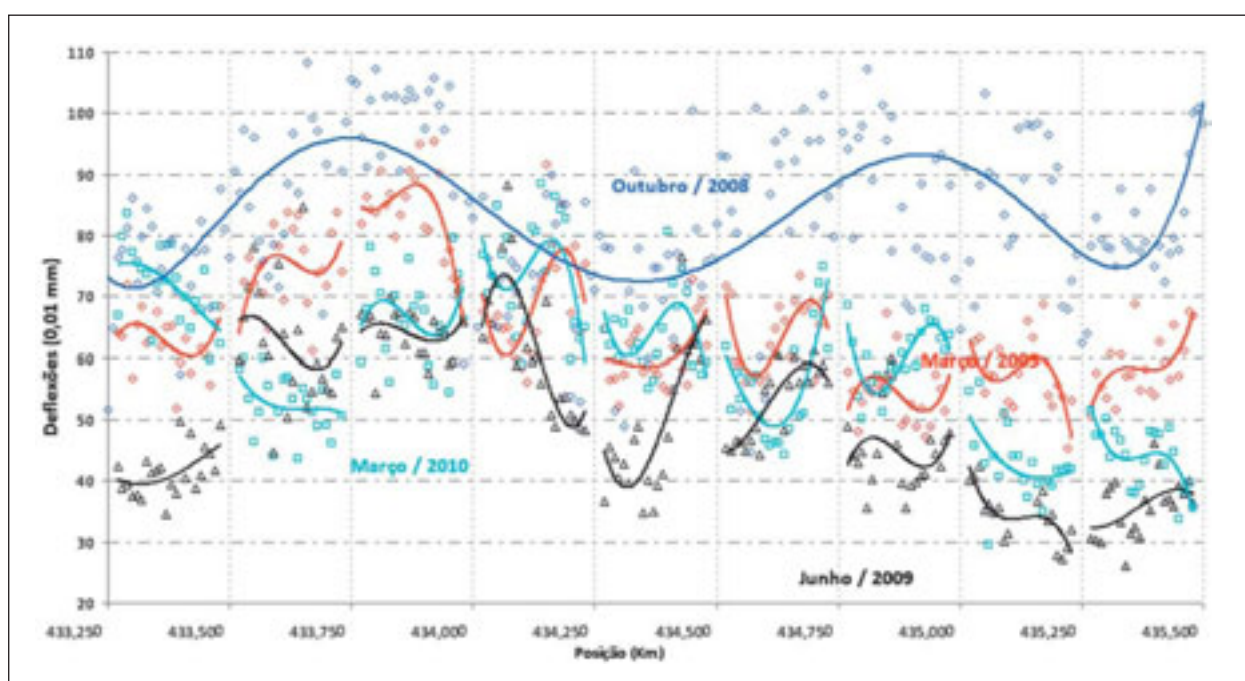 110
100
90
80
70
60
50
40
30
20
Deflexões (0,01 mm)
Outubro / 2008
Março / 2009
Março / 2010
Junho / 2009
433,250 433,500 433,750 434,000 434,250 434,500 434,750 435,000 435,250 435,500
Posição (Km)